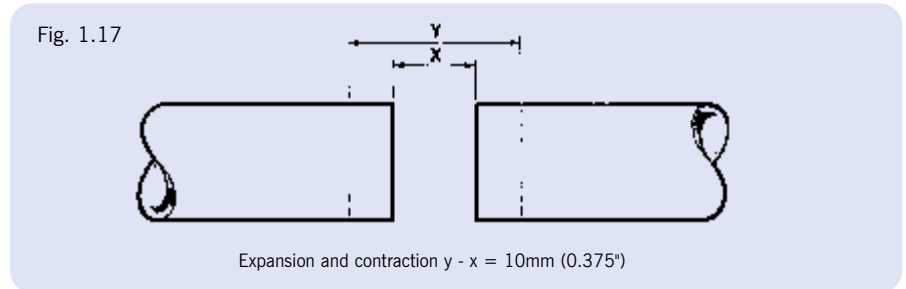 Fig. 1.17
Y
X
Expansion and contraction y - x = 10mm (0.375")